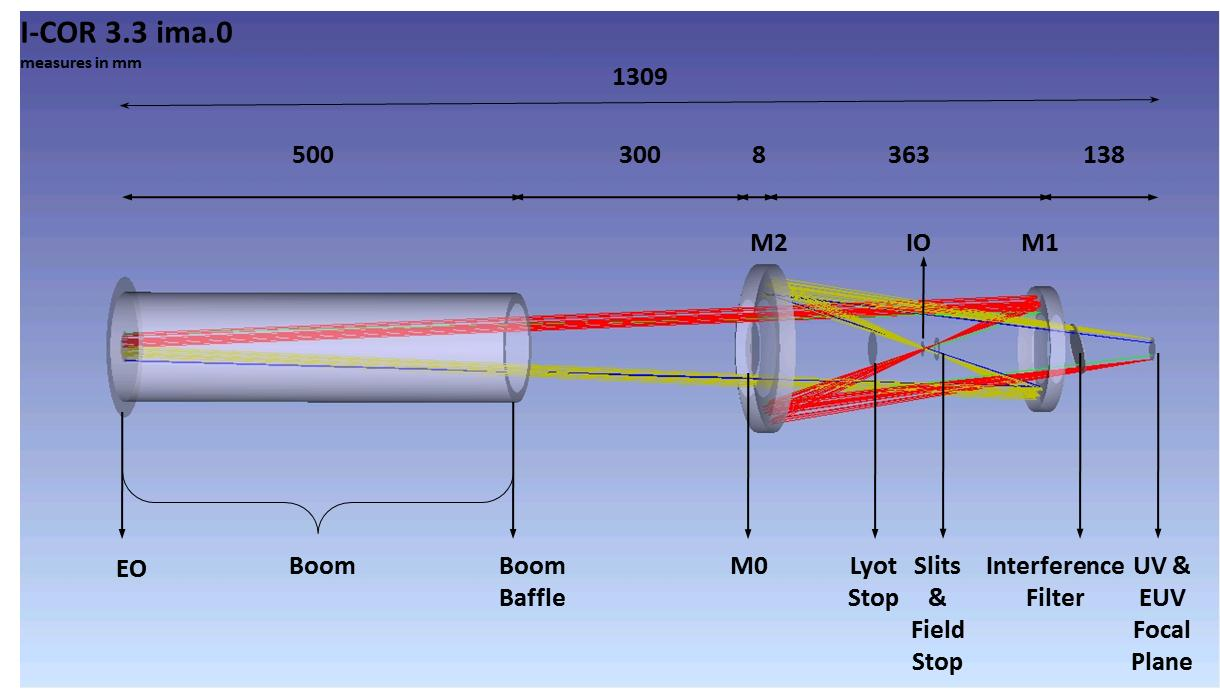 I-COR 3.3 ima.0
measures in mm
1309
500 300 8 363 138
M2 IO M1
EO Boom Boom Baffle M0 Lyot Stop Slits & Field Stop Interference Filter UV & EUV Focal Plane